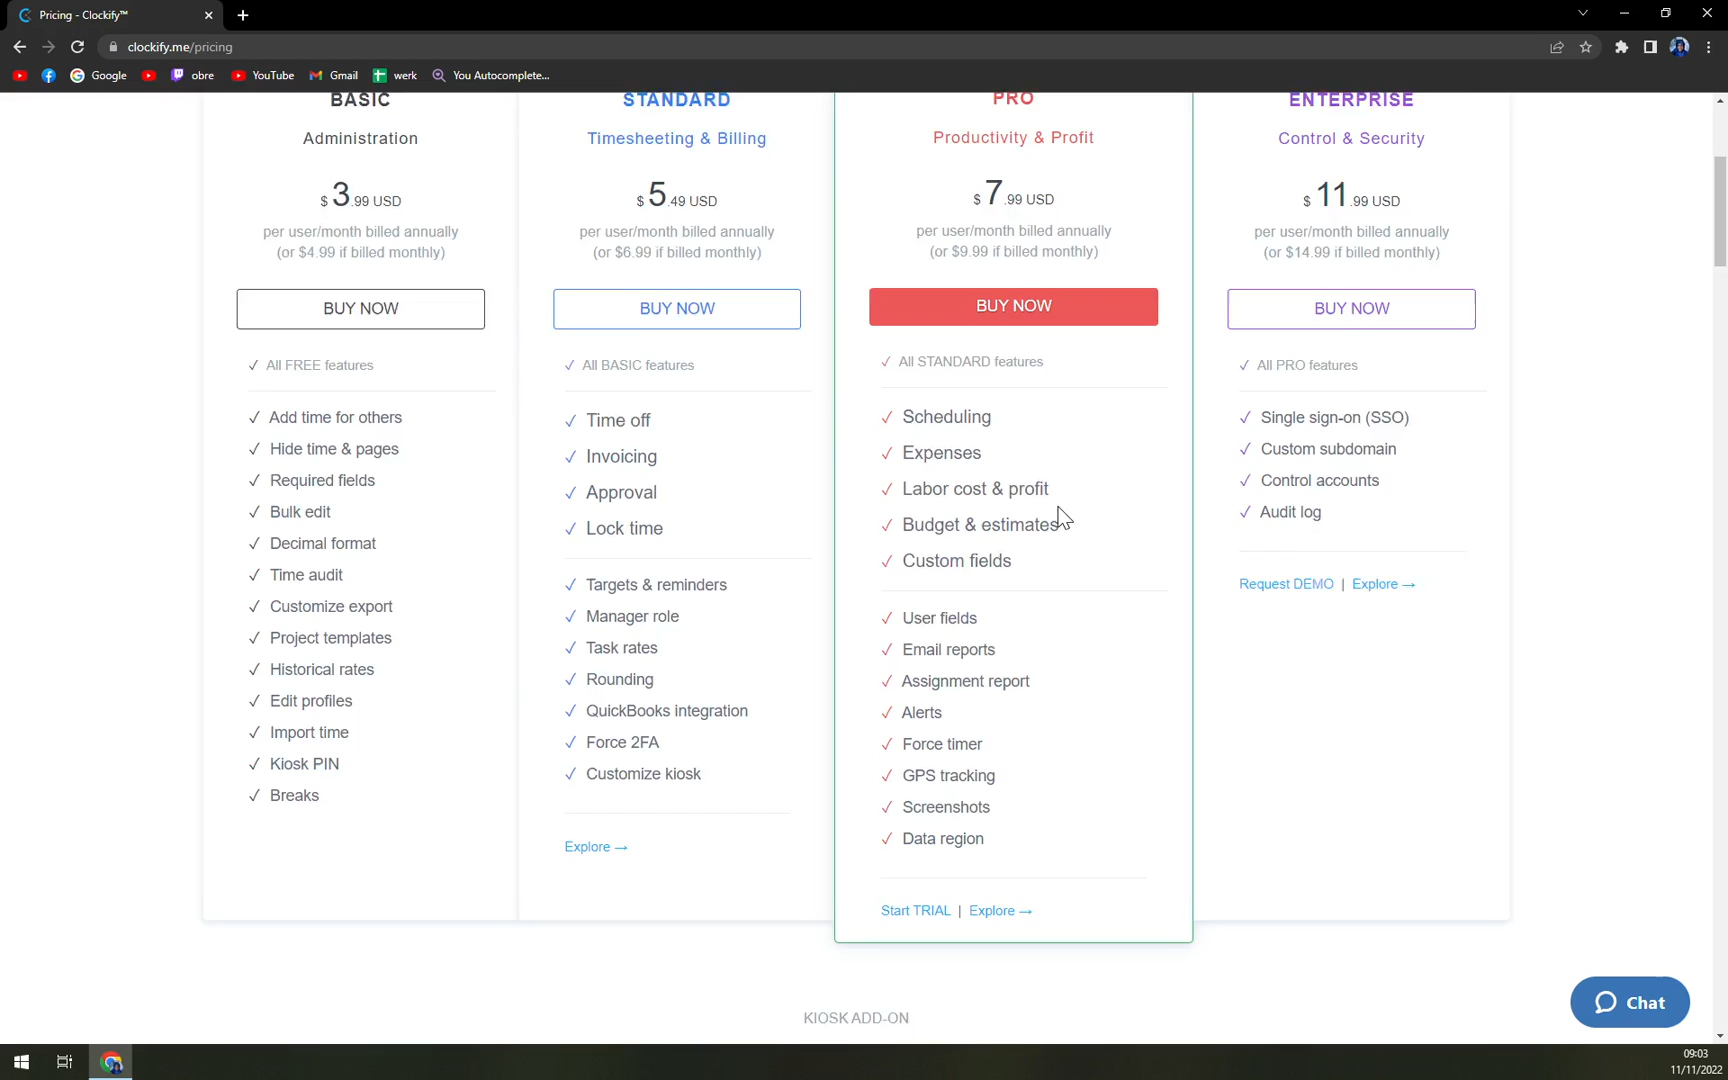 Pricing - Clockify™
clockify.me/pricing
Google
obre
YouTube
Gmail
werk
You Autocomplete...
BASIC
Administration
$ 3.99 USD
per user/month billed annually
(or $4.99 if billed monthly)
BUY NOW
✓ All FREE features
✓ Add time for others
✓ Hide time & pages
✓ Required fields
✓ Bulk edit
✓ Decimal format
✓ Time audit
✓ Customize export
✓ Project templates
✓ Historical rates
✓ Edit profiles
✓ Import time
✓ Kiosk PIN
✓ Breaks
STANDARD
Timesheeting & Billing
$ 5.49 USD
per user/month billed annually
(or $6.99 if billed monthly)
BUY NOW
✓ All BASIC features
✓ Time off
✓ Invoicing
✓ Approval
✓ Lock time
✓ Targets & reminders
✓ Manager role
✓ Task rates
✓ Rounding
✓ QuickBooks integration
✓ Force 2FA
✓ Customize kiosk
Explore →
PRO
Productivity & Profit
$ 7.99 USD
per user/month billed annually
(or $9.99 if billed monthly)
BUY NOW
✓ All STANDARD features
✓ Scheduling
✓ Expenses
✓ Labor cost & profit
✓ Budget & estimates
✓ Custom fields
✓ User fields
✓ Email reports
✓ Assignment report
✓ Alerts
✓ Force timer
✓ GPS tracking
✓ Screenshots
✓ Data region
Start TRIAL | Explore →
ENTERPRISE
Control & Security
$ 11.99 USD
per user/month billed annually
(or $14.99 if billed monthly)
BUY NOW
✓ All PRO features
✓ Single sign-on (SSO)
✓ Custom subdomain
✓ Control accounts
✓ Audit log
Request DEMO | Explore →
KIOSK ADD-ON
Chat
09:03
11/11/2022